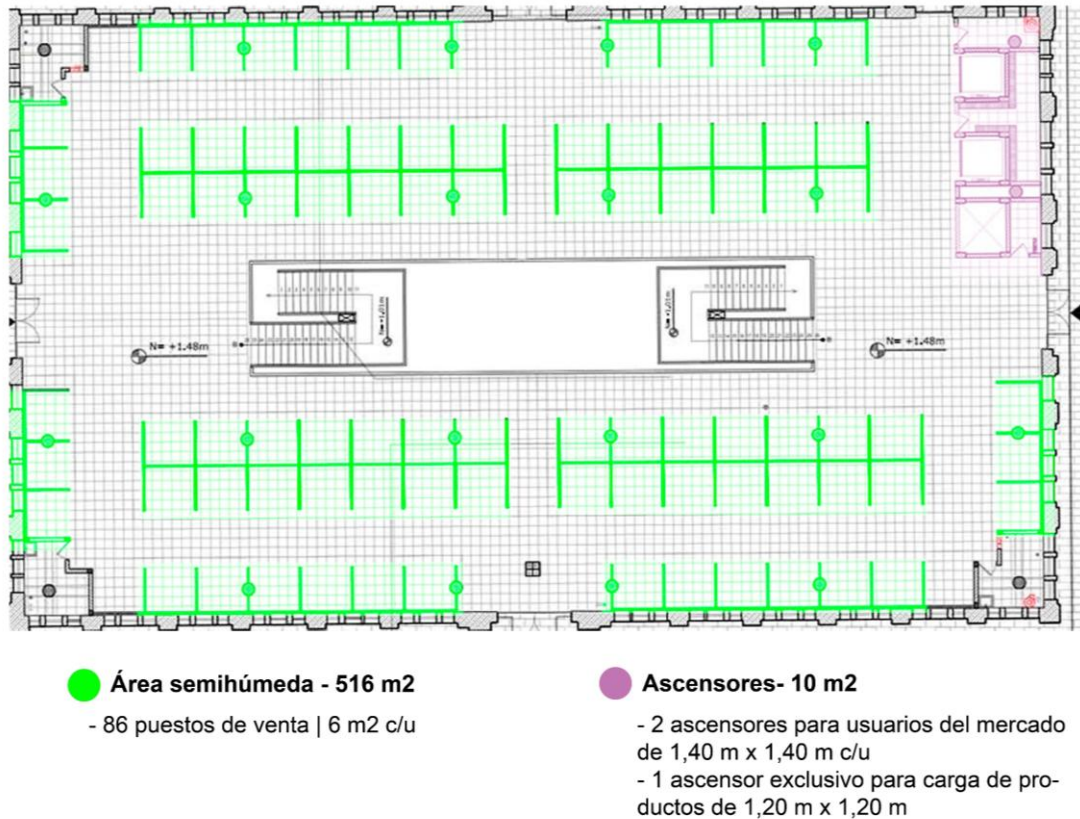 N= +1.48m
N= +1.48m
Área semihúmeda - 516 m2
- 86 puestos de venta | 6 m2 c/u
Ascensores- 10 m2
- 2 ascensores para usuarios del mercado
de 1,40 m x 1,40 m c/u
- 1 ascensor exclusivo para carga de pro-
ductos de 1,20 m x 1,20 m